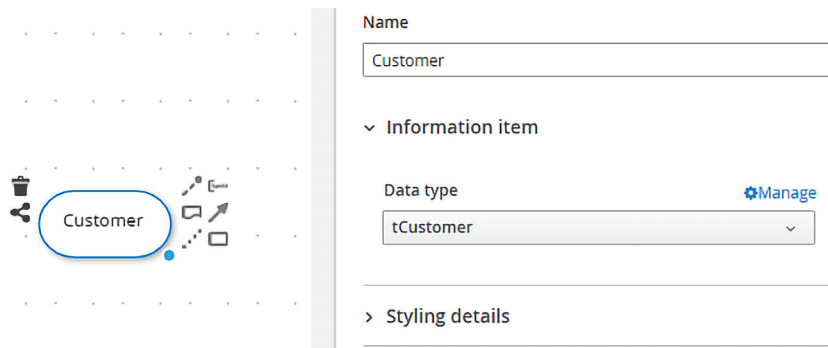 Name
Customer
Information item
Data type
Manage
tCustomer
Customer
Styling details